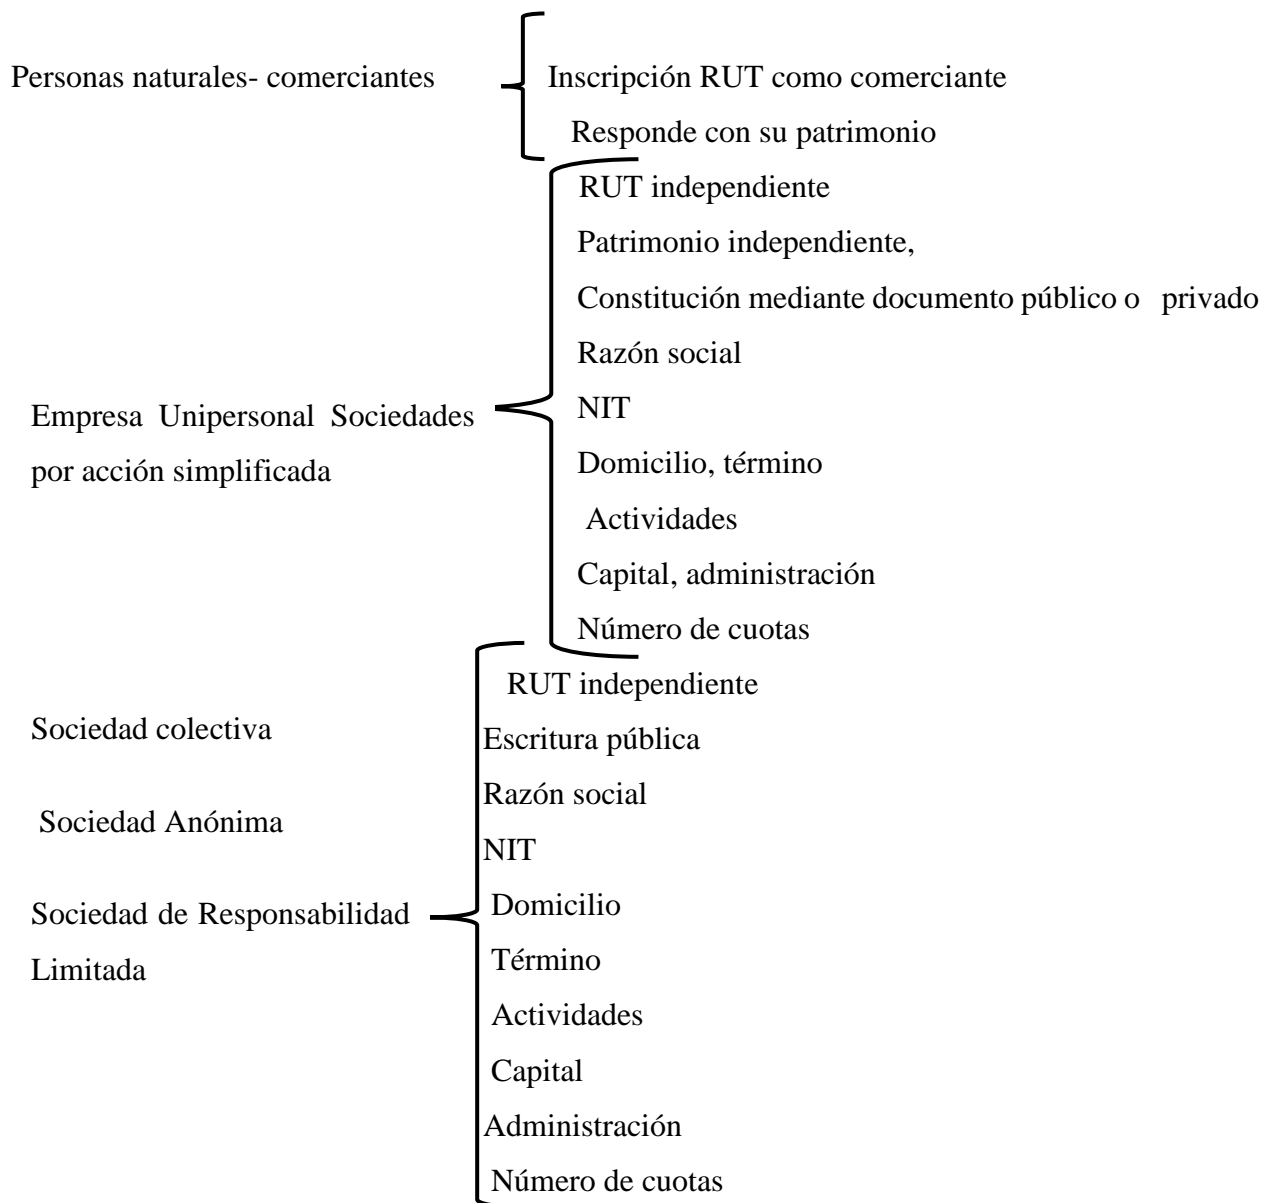 Personas naturales- comerciantes
Inscripción RUT como comerciante
Responde con su patrimonio
Empresa Unipersonal Sociedades
por acción simplificada
RUT independiente
Patrimonio independiente,
Constitución mediante documento público o privado
Razón social
NIT
Domicilio, término
Actividades
Capital, administración
Número de cuotas
Sociedad colectiva
Sociedad Anónima
Sociedad de Responsabilidad
Limitada
RUT independiente
Escritura pública
Razón social
NIT
Domicilio
Término
Actividades
Capital
Administración
Número de cuotas